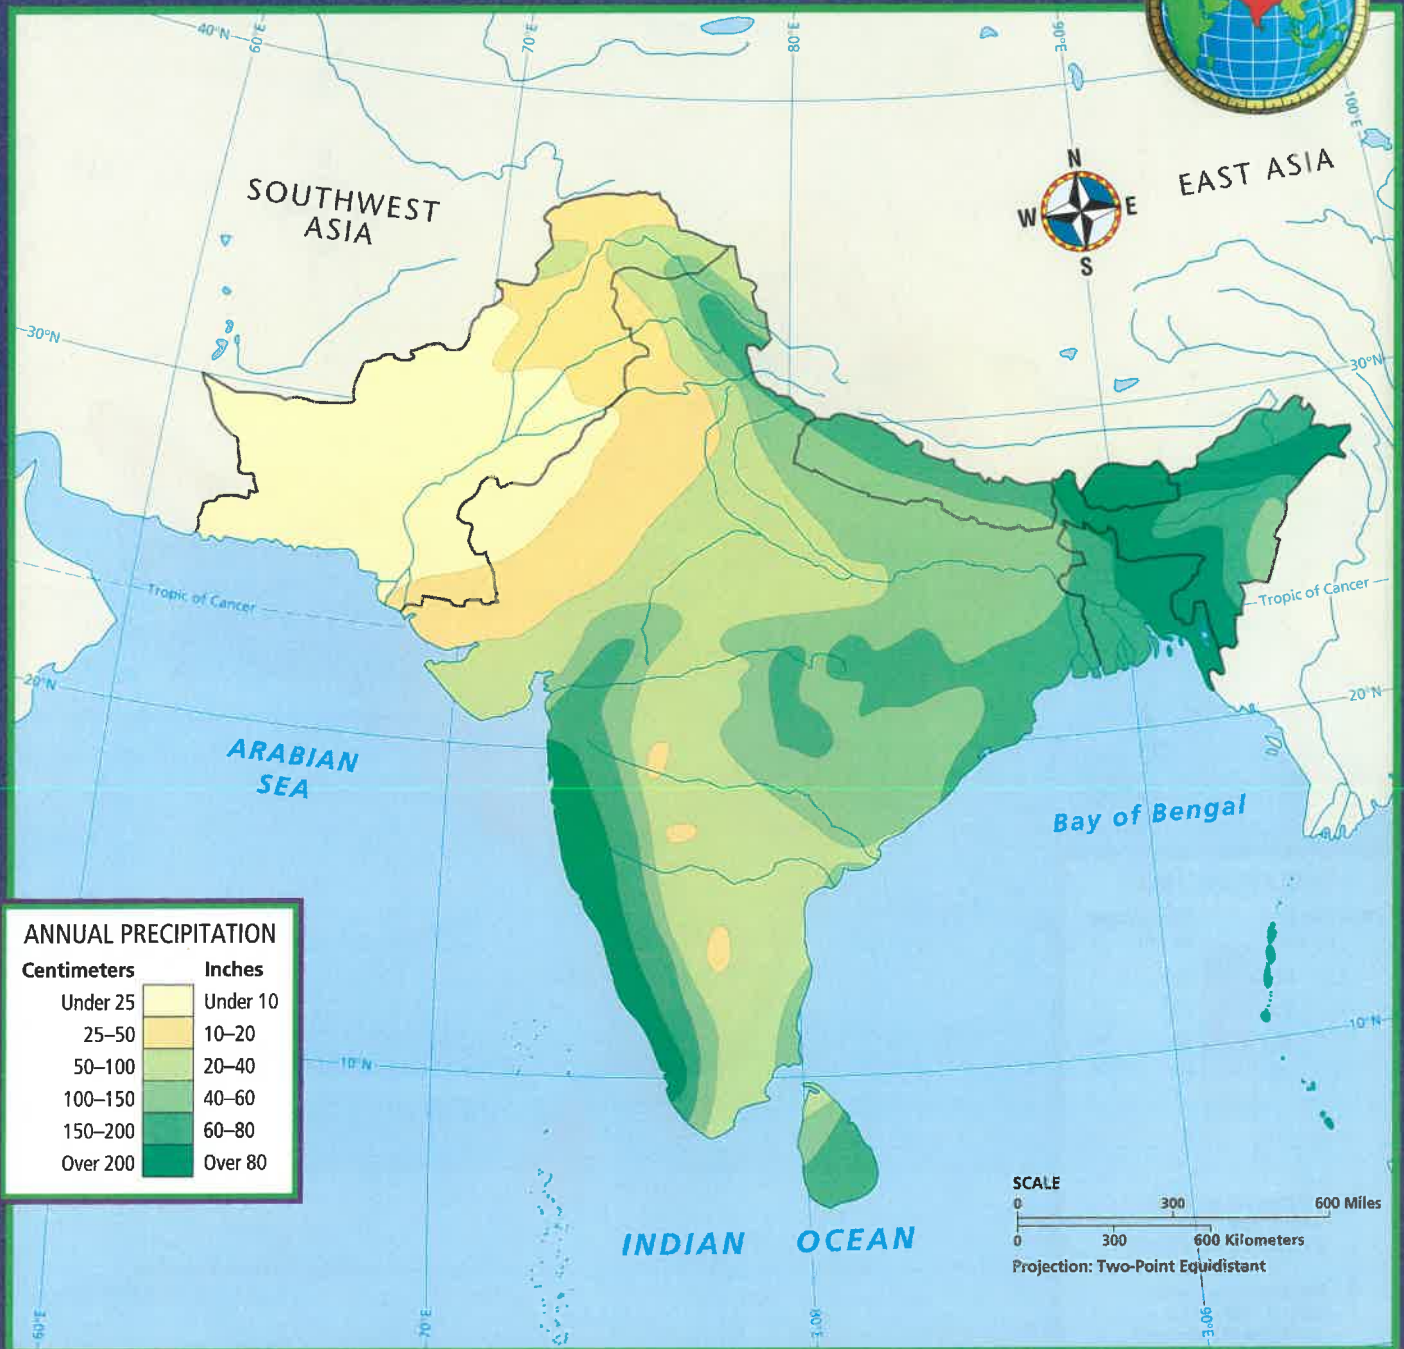 40°N
60°E
70°E
80°E
90°E
100°E
SOUTHWEST
ASIA
EAST ASIA
N
W
E
S
30°N
30°N
Tropic of Cancer
Tropic of Cancer
20°N
20°N
ARABIAN
SEA
Bay of Bengal
ANNUAL PRECIPITATION
Centimeters Inches
Under 25 Under 10
25–50 10–20
50–100 20–40
100–150 40–60
150–200 60–80
Over 200 Over 80
10°N
10°N
SCALE
0 300 600 Miles
0 300 600 Kilometers
Projection: Two-Point Equidistant
INDIAN OCEAN
60°E
70°E
80°E
90°E